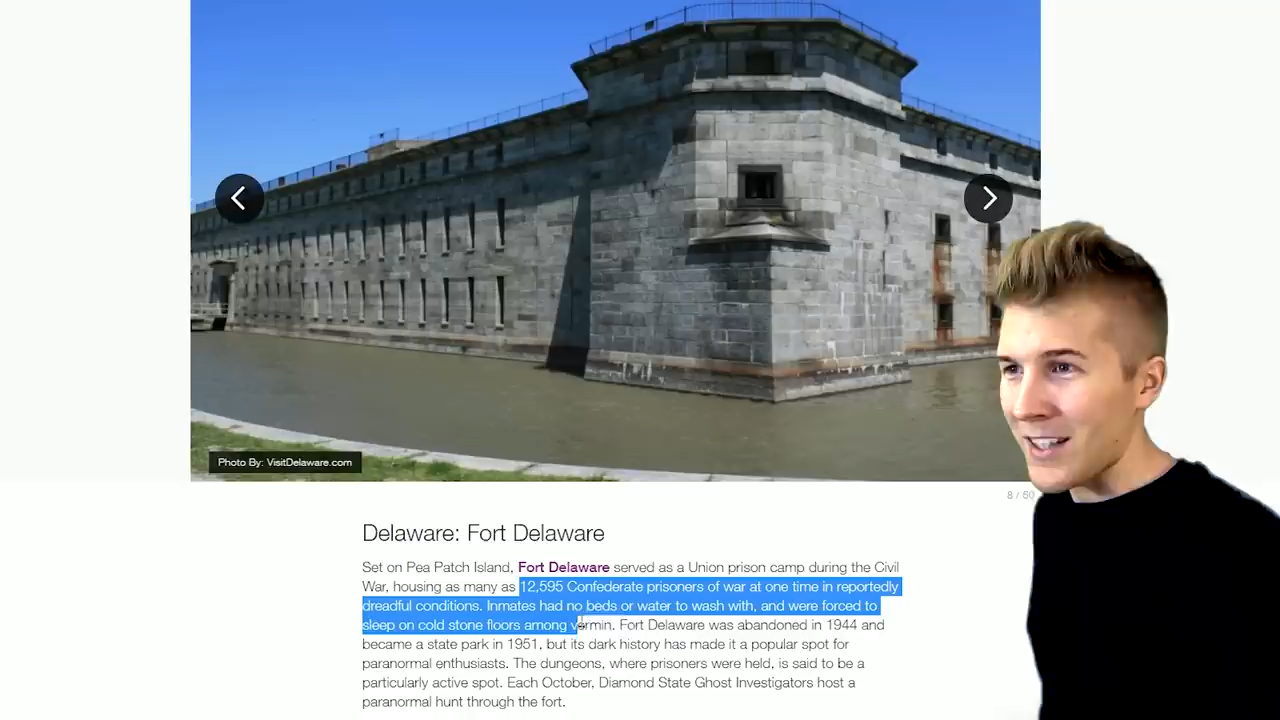 Photo By: VisitDelaware.com
8 / 50
Delaware: Fort Delaware
Set on Pea Patch Island, Fort Delaware served as a Union prison camp during the Civil
War, housing as many as 12,595 Confederate prisoners of war at one time in reportedly
dreadful conditions. Inmates had no beds or water to wash with, and were forced to
sleep on cold stone floors among vermin. Fort Delaware was abandoned in 1944 and
became a state park in 1951, but its dark history has made it a popular spot for
paranormal enthusiasts. The dungeons, where prisoners were held, is said to be a
particularly active spot. Each October, Diamond State Ghost Investigators host a
paranormal hunt through the fort.